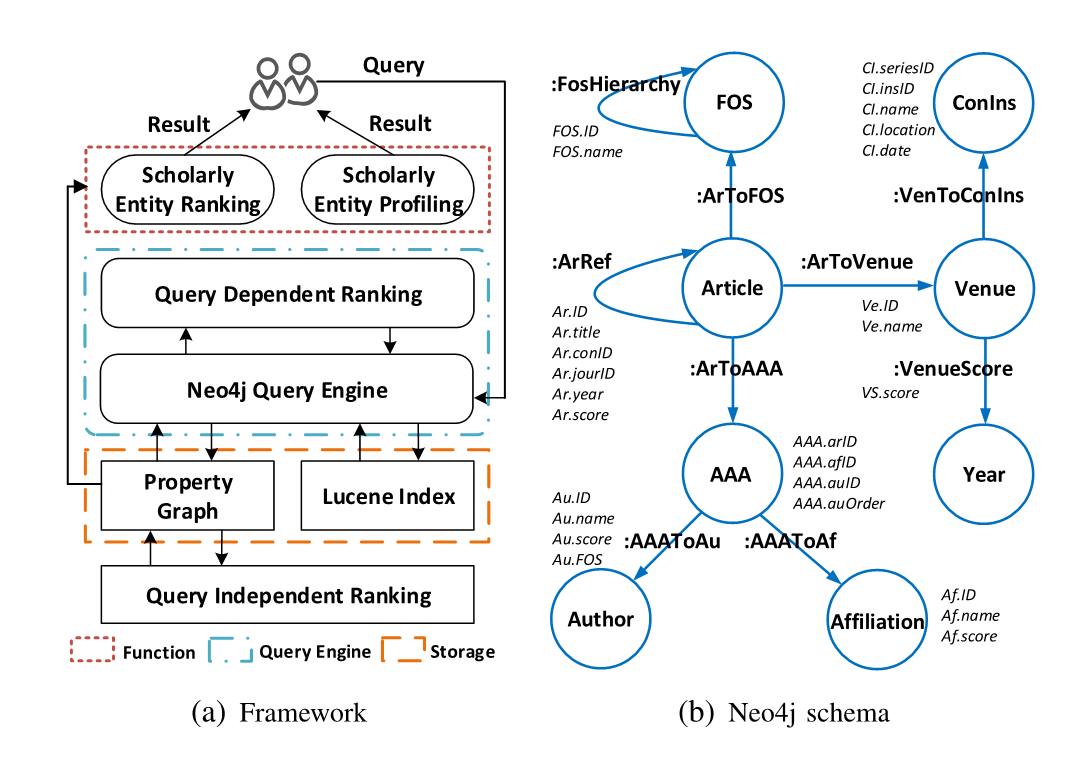 Query
Result
Result
Scholarly
Entity Ranking
Scholarly
Entity Profiling
Query Dependent Ranking
Neo4j Query Engine
Property
Graph
Lucene Index
Query Independent Ranking
Function
Query Engine
Storage
(a) Framework
:FosHierarchy
FOS
FOS.ID
FOS.name
CI.seriesID
CI.insID
CI.name
CI.location
CI.date
ConIns
:ArToFOS
:VenToConIns
:ArRef
Article
:ArToVenue
Venue
Ar.ID
Ar.title
Ar.conID
Ar.jourID
Ar.year
Ar.score
Ve.ID
Ve.name
:ArToAAA
:VenueScore
VS.score
AAA
AAA.arID
AAA.afID
AAA.auID
AAA.auOrder
Year
Au.ID
Au.name
Au.score
Au.FOS
:AAAToAu
:AAAToAf
Author
Affiliation
Af.ID
Af.name
Af.score
(b) Neo4j schema